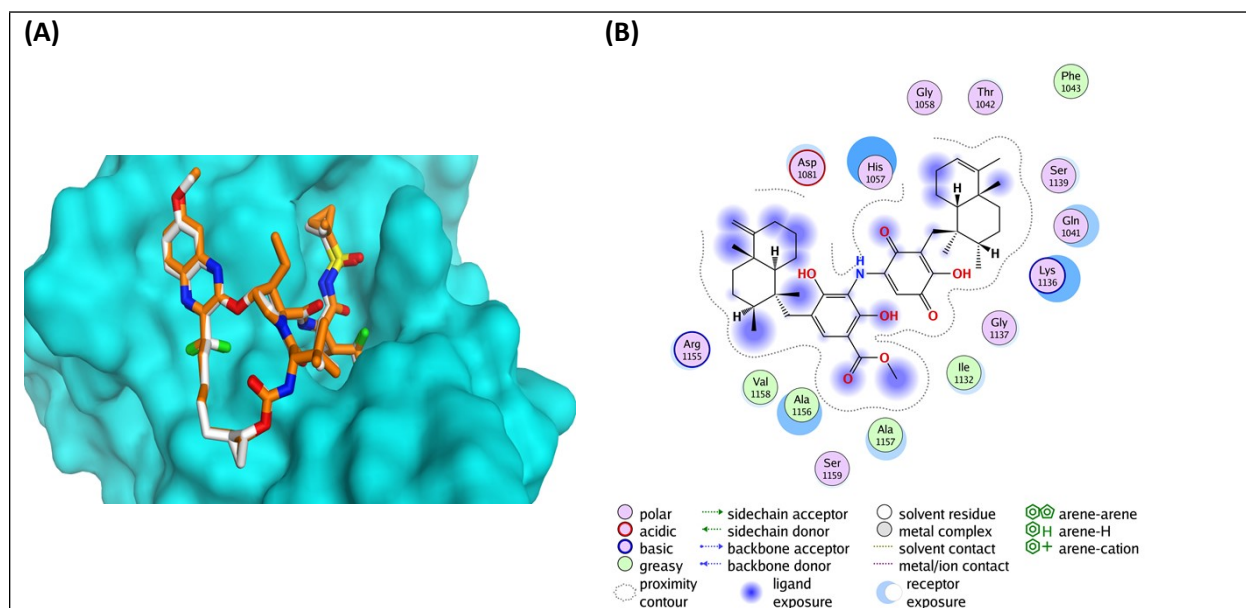 (A)
(B)
Phe
1043
Gly
1058
Thr
1042
Asp
1081
His
1057
Ser
1139
Gln
1041
Lys
1136
Gly
1137
Arg
1155
Val
1158
Ala
1156
Ile
1132
Ala
1157
Ser
1159
H
H
H
O
N
H
HO
OH
H
OH
O
O
O
polar
acidic
basic
greasy
proximity
contour
sidechain acceptor
sidechain donor
backbone acceptor
backbone donor
ligand
exposure
solvent residue
metal complex
solvent contact
metal/ion contact
receptor
exposure
arene-arene
H arene-H
+ arene-cation